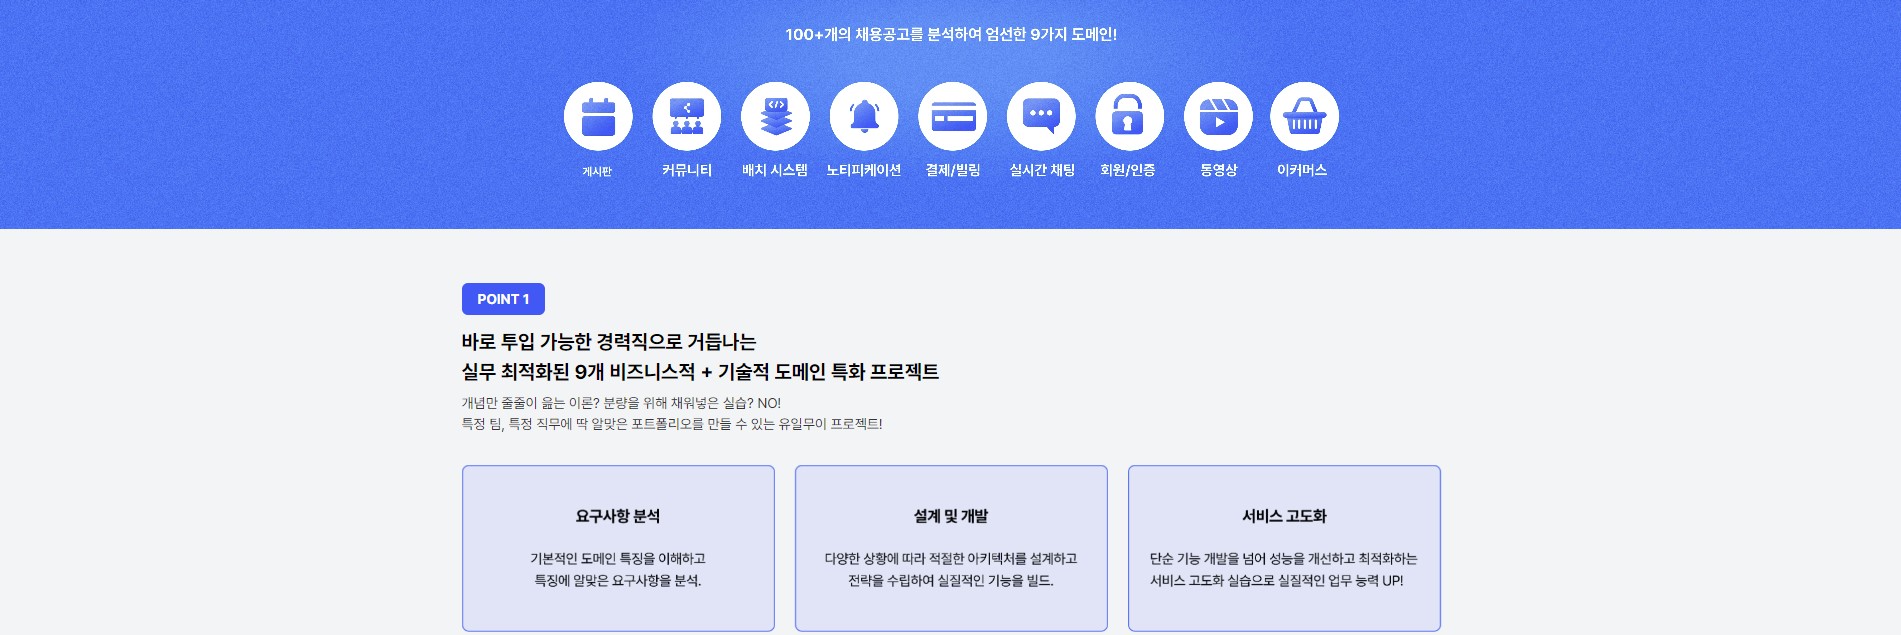 100+개의 채용공고를 분석하여 엄선한 9가지 도메인!
게시판
커뮤니티
배치 시스템
노티피케이션
결제/빌링
실시간 채팅
회원/인증
동영상
이커머스
POINT 1
바로 투입 가능한 경력직으로 거듭나는
실무 최적화된 9개 비즈니스적 + 기술적 도메인 특화 프로젝트
개념만 줄줄이 읊는 이론? 분량을 위해 채워넣은 실습? NO!
특정 팀, 특정 직무에 딱 알맞은 포트폴리오를 만들 수 있는 유일무이 프로젝트!
요구사항 분석
기본적인 도메인 특징을 이해하고
특징에 알맞은 요구사항을 분석.
설계 및 개발
다양한 상황에 따라 적절한 아키텍처를 설계하고
전략을 수립하여 실질적인 기능을 빌드.
서비스 고도화
단순 기능 개발을 넘어 성능을 개선하고 최적화하는
서비스 고도화 실습으로 실질적인 업무 능력 UP!